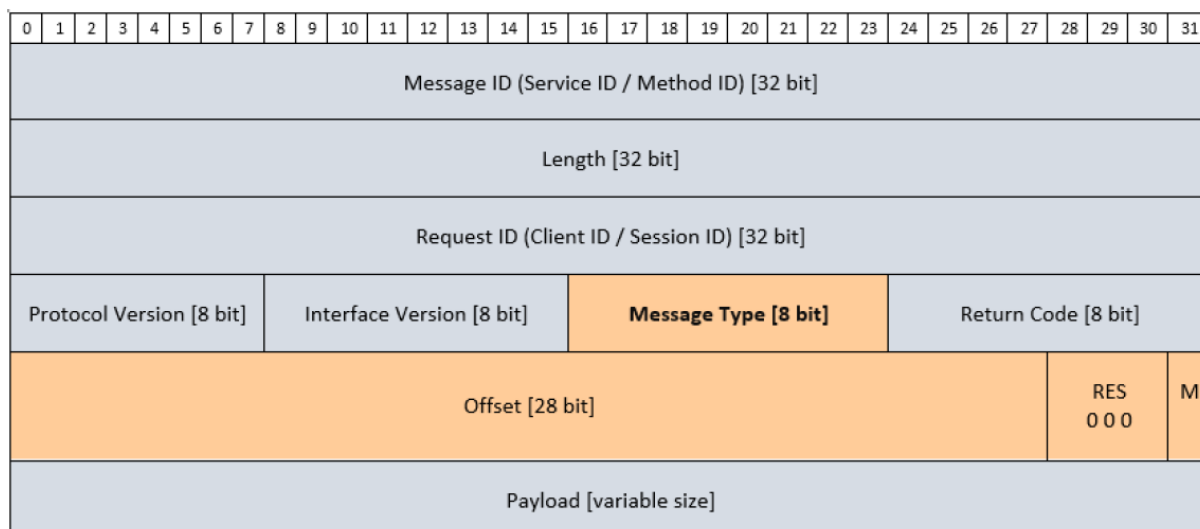 0 1 2 3 4 5 6 7 8 9 10 11 12 13 14 15 16 17 18 19 20 21 22 23 24 25 26 27 28 29 30 31
Message ID (Service ID / Method ID) [32 bit]
Length [32 bit]
Request ID (Client ID / Session ID) [32 bit]
Protocol Version [8 bit] Interface Version [8 bit] Message Type [8 bit] Return Code [8 bit]
Offset [28 bit] RES M
0 0 0
Payload [variable size]